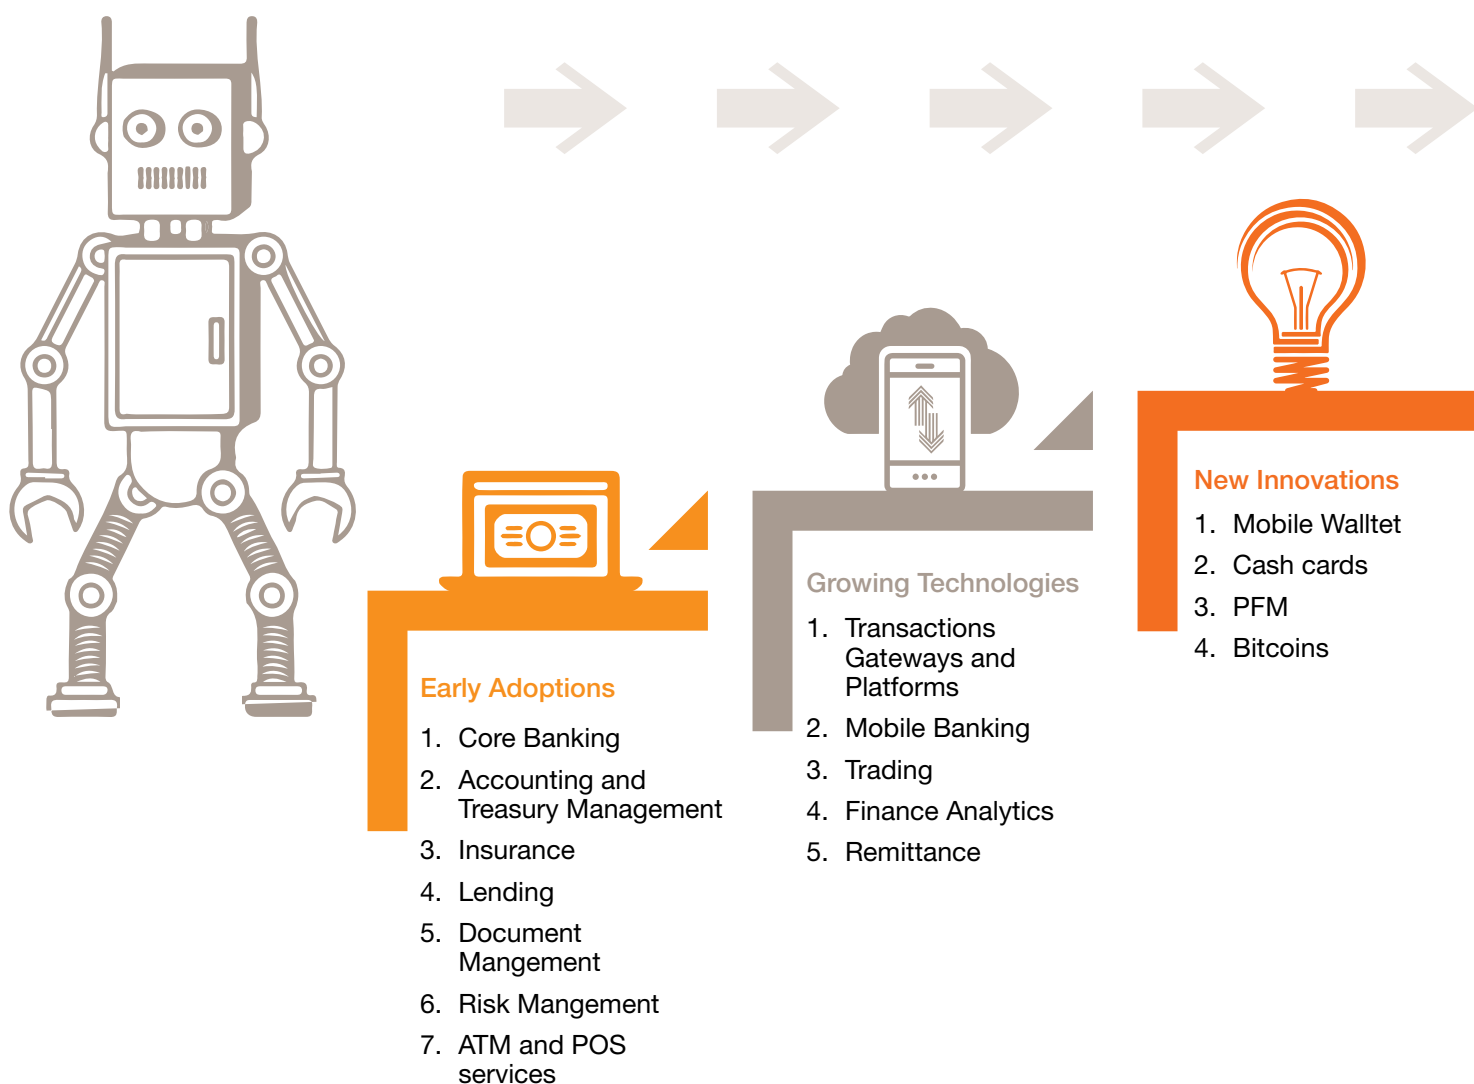 Early Adoptions
1. Core Banking
2. Accounting and
Treasury Management
3. Insurance
4. Lending
5. Document
Mangement
6. Risk Mangement
7. ATM and POS
services
Growing Technologies
1. Transactions
Gateways and
Platforms
2. Mobile Banking
3. Trading
4. Finance Analytics
5. Remittance
New Innovations
1. Mobile Walltet
2. Cash cards
3. PFM
4. Bitcoins